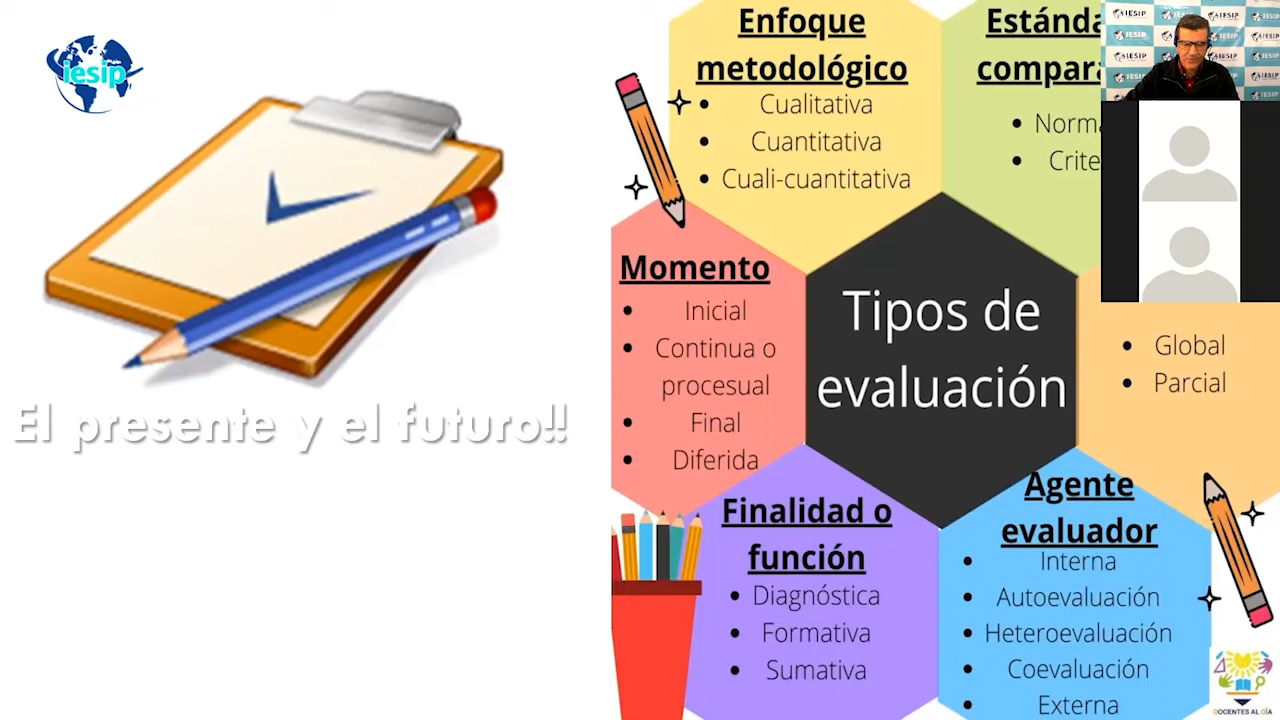 iesip
El presente y el futuro!!
Enfoque
metodológico
Cualitativa
Cuantitativa
Cuali-cuantitativa
Momento
Inicial
Continua o
procesual
Final
Diferida
Tipos de
evaluación
Global
Parcial
Finalidad o
función
Diagnóstica
Formativa
Sumativa
Agente
evaluador
Interna
Autoevaluación
Heteroevaluación
Coevaluación
Externa
DOCENTES AL DÍA
IESIP